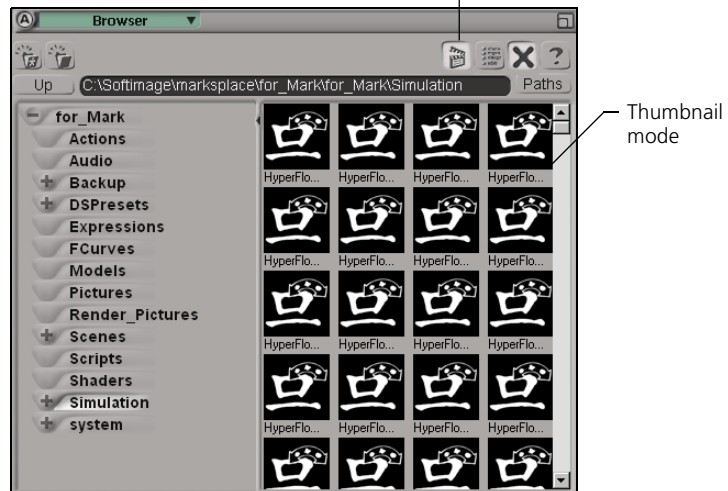 A Browser
Up C:\Softimage\marksplace\for_Mark\for_Mark\Simulation Paths
?
for_Mark
Actions
Audio
Backup
DSPresets
Expressions
FCurves
Models
Pictures
Render_Pictures
Scenes
Scripts
Shaders
Simulation
system
HyperFlo... HyperFlo... HyperFlo... HyperFlo...
HyperFlo... HyperFlo... HyperFlo... HyperFlo...
HyperFlo... HyperFlo... HyperFlo... HyperFlo...
HyperFlo... HyperFlo... HyperFlo... HyperFlo...
Thumbnail
mode